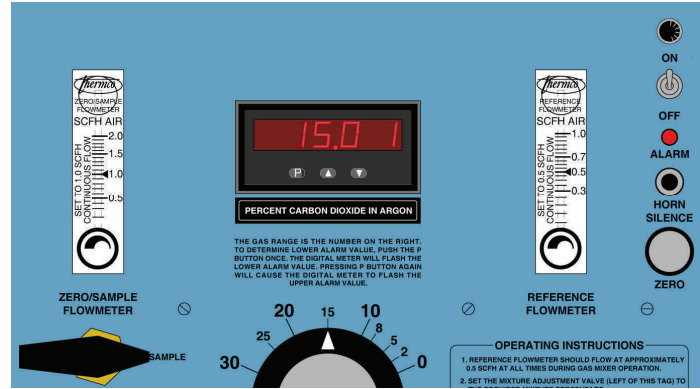 thermco
ZERO/SAMPLE
FLOWMETER
SCFH AIR
2.0
1.5
1.0
0.5
SET TO 1.0 SCFH
CONTINUOUS FLOW
ZERO/SAMPLE
FLOWMETER
SAMPLE
15.01
P
PERCENT CARBON DIOXIDE IN ARGON
THE GAS RANGE IS THE NUMBER ON THE RIGHT.
TO DETERMINE LOWER ALARM VALUE, PUSH THE P
BUTTON ONCE. THE DIGITAL METER WILL FLASH THE
LOWER ALARM VALUE. PRESSING P BUTTON AGAIN
WILL CAUSE THE DIGITAL METER TO FLASH THE
UPPER ALARM VALUE.
30
25
20
15
10
8
5
2
0
thermco
REFERENCE
FLOWMETER
SCFH AIR
1.0
0.7
0.5
0.3
SET TO 0.5 SCFH
CONTINUOUS FLOW
REFERENCE
FLOWMETER
ON
OFF
ALARM
HORN
SILENCE
ZERO
OPERATING INSTRUCTIONS
1. REFERENCE FLOWMETER SHOULD FLOW AT APPROXIMATELY
0.5 SCFH AT ALL TIMES DURING GAS MIXER OPERATION.
2. SET THE MIXTURE ADJUSTMENT VALVE (LEFT OF THIS TAG) TO